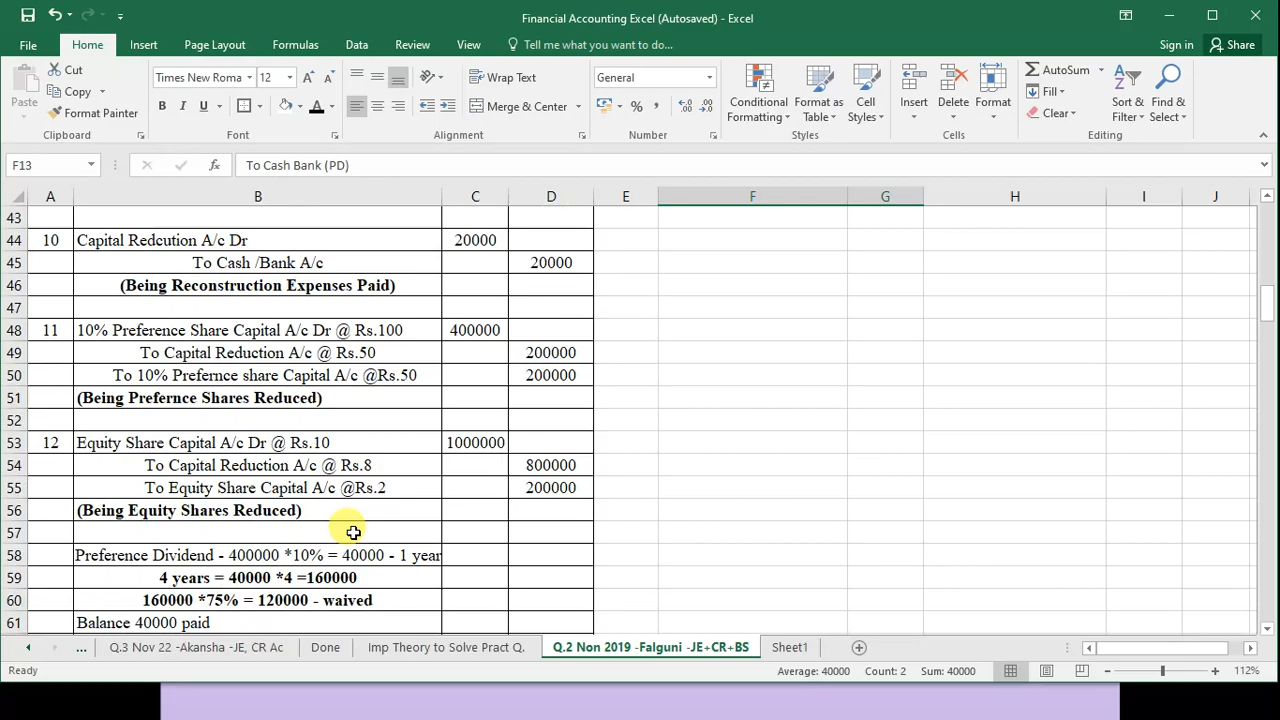 Financial Accounting Excel (Autosaved) - Excel
File Home Insert Page Layout Formulas Data Review View Tell me what you want to do... Sign in Share
Paste Cut Copy Format Painter Clipboard
Times New Roma 12 B I U A Font
Wrap Text Merge & Center Alignment
General % Number
Conditional Formatting Format as Table Cell Styles Styles
Insert Delete Format Cells
AutoSum Fill Clear Sort & Filter Find & Select Editing
F13 fx To Cash Bank (PD)
A B C D E F G H I J
43
44 10 Capital Redcution A/c Dr 20000
45 To Cash /Bank A/c 20000
46 (Being Reconstruction Expenses Paid)
47
48 11 10% Preference Share Capital A/c Dr @ Rs.100 400000
49 To Capital Reduction A/c @ Rs.50 200000
50 To 10% Prefernce share Capital A/c @Rs.50 200000
51 (Being Prefernce Shares Reduced)
52
53 12 Equity Share Capital A/c Dr @ Rs.10 1000000
54 To Capital Reduction A/c @ Rs.8 800000
55 To Equity Share Capital A/c @Rs.2 200000
56 (Being Equity Shares Reduced)
57
58 Preference Dividend - 400000 *10% = 40000 - 1 year
59 4 years = 40000 *4 =160000
60 160000 *75% = 120000 - waived
61 Balance 40000 paid
... Q.3 Nov 22 -Akansha -JE, CR Ac Done Imp Theory to Solve Pract Q. Q.2 Non 2019 -Falguni -JE+CR+BS Sheet1
Ready Average: 40000 Count: 2 Sum: 40000 112%